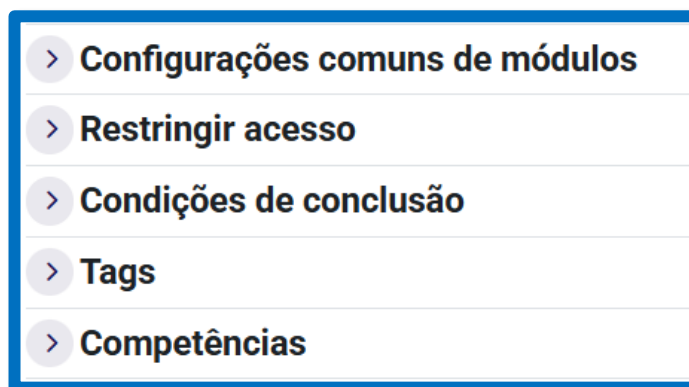 Configurações comuns de módulos
Restringir acesso
Condições de conclusão
Tags
Competências